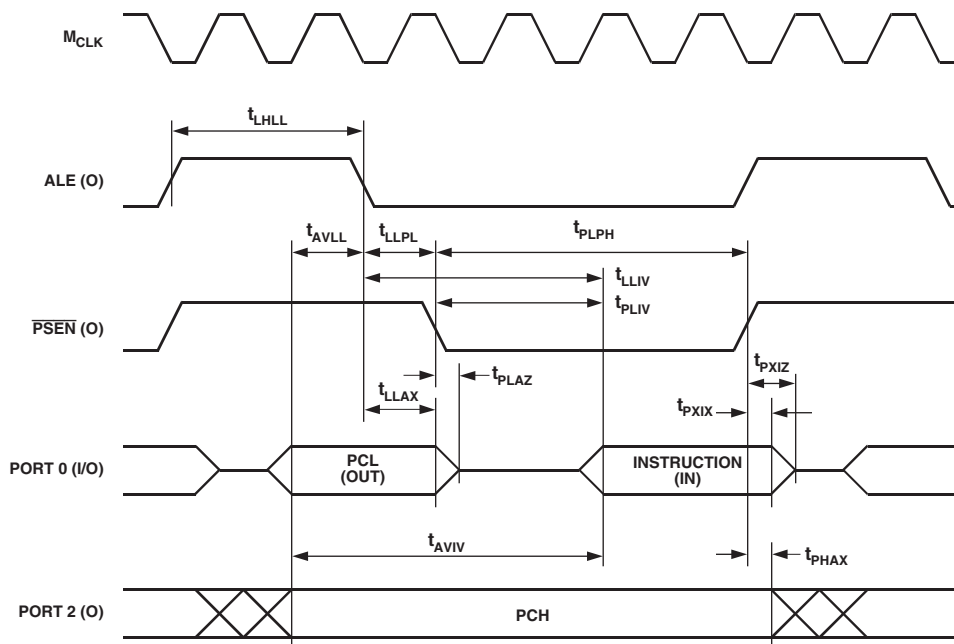 MCLK
tLHLL
ALE (O)
tAVLL
tLLPL
tPLPH
tLLIV
PSEN (O)
tPLIV
tPLAZ
tPXIZ
tLLAX
tPXIX
PORT 0 (I/O)
PCL
(OUT)
INSTRUCTION
(IN)
tAVIV
tPHAX
PORT 2 (O)
PCH